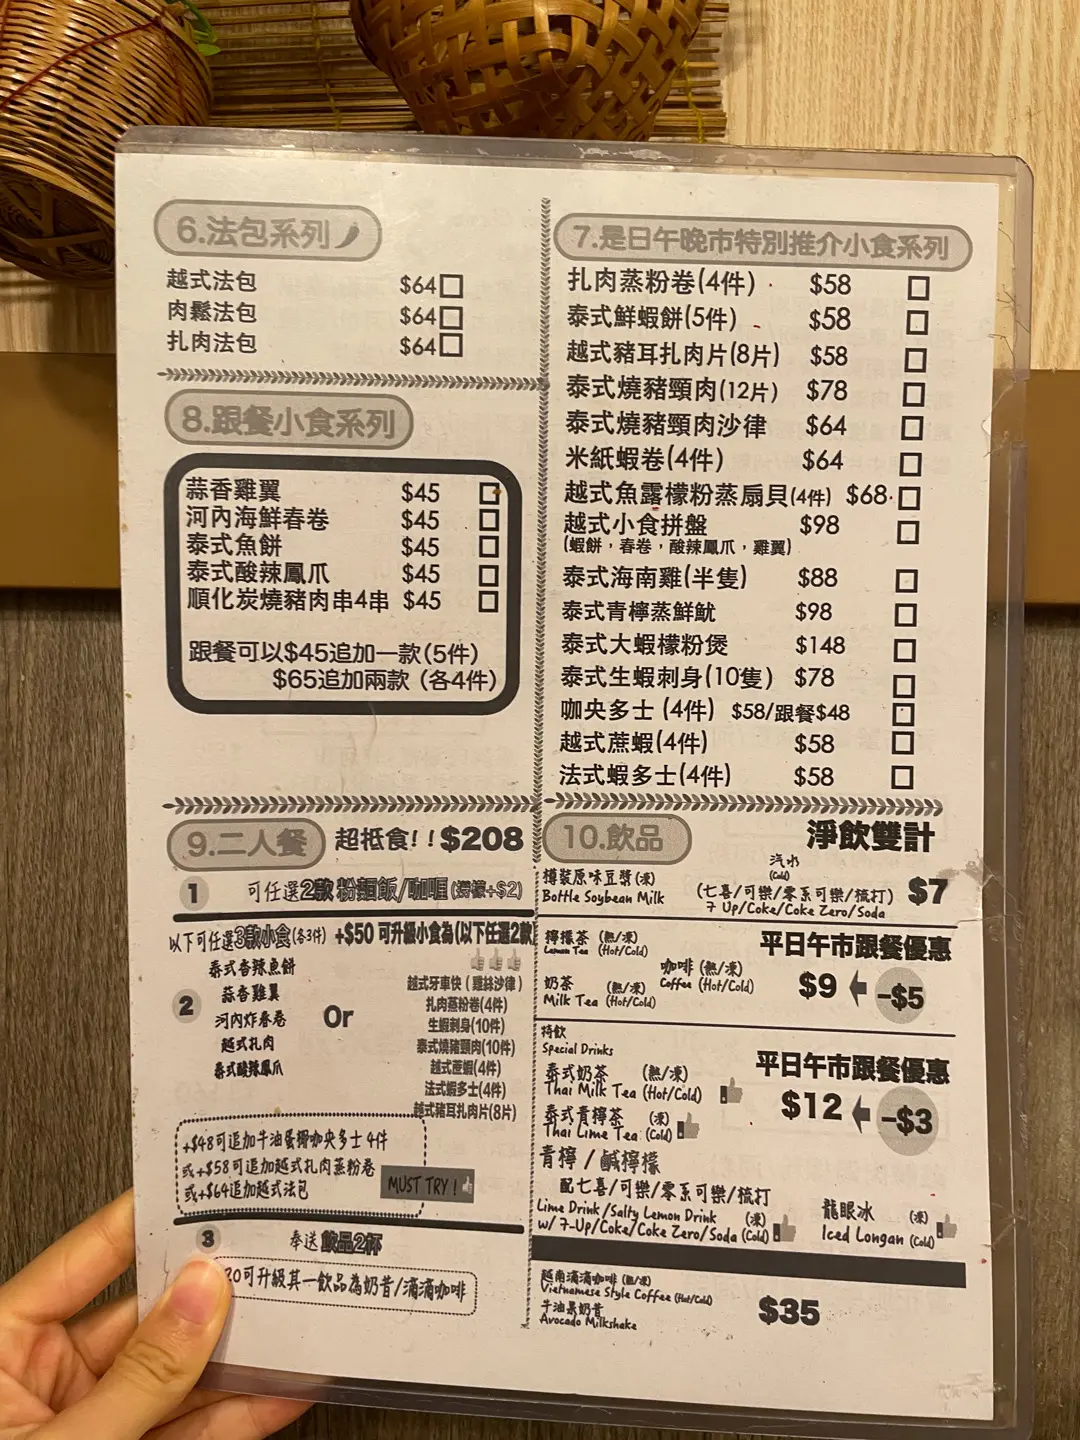 6.法包系列
越式法包 $64
肉鬆法包 $64
扎肉法包 $64
8.跟餐小食系列
蒜香雞翼 $45
河內海鮮春卷 $45
泰式魚餅 $45
泰式酸辣鳳爪 $45
順化炭燒豬肉串4串 $45
跟餐可以$45追加一款(5件)
$65追加兩款 (各4件)
7.是日午晚市特別推介小食系列
扎肉蒸粉卷(4件) $58
泰式鮮蝦餅(5件) $58
越式豬耳扎肉片(8片) $58
泰式燒豬頸肉(12片) $78
泰式燒豬頸肉沙律 $64
米紙蝦卷(4件) $64
越式魚露檬粉蒸扇貝(4件) $68
越式小食拼盤 $98
(蝦餅，春卷，酸辣鳳爪，雞翼)
泰式海南雞(半隻) $88
泰式青檸蒸鮮魷 $98
泰式大蝦檬粉煲 $148
泰式生蝦刺身(10隻) $78
咖央多士 (4件) $58/跟餐$48
越式蔗蝦(4件) $58
法式蝦多士(4件) $58
9.二人餐 超抵食!! $208
1 可任選2款 粉麵飯/咖喱 (撈檬+$2)
以下可任選3款小食(各3件) +$50 可升級小食為(以下任選2款)
2
泰式香辣魚餅
蒜香雞翼
河內炸春卷
越式扎肉
泰式酸辣鳳爪
Or
越式牙車快 ( 雞絲沙律 )
扎肉蒸粉卷(4件)
生蝦刺身(10件)
泰式燒豬頸肉(10件)
越式蔗蝦(4件)
法式蝦多士(4件)
越式豬耳扎肉片(8片)
+$48可追加牛油蛋椰咖央多士 4件
或+$58可追加越式扎肉蒸粉卷
或+$64追加越式法包
MUST TRY !
3 奉送 飲品2杯
20可升級其一飲品為奶昔/滴滴咖啡
10.飲品 淨飲雙計
樽裝原味豆漿(凍)
Bottle Soybean Milk
汽水
(Cold)
(七喜/可樂/零系可樂/梳打)
7 Up/Coke/Coke Zero/Soda
$7
檸檬茶 (熱/凍)
Lemon Tea (Hot/Cold)
奶茶 (熱/凍)
Milk Tea (Hot/Cold)
咖啡 (熱/凍)
Coffee (Hot/Cold)
平日午市跟餐優惠
$9 -$5
特飲
Special Drinks
泰式奶茶 (熱/凍)
Thai Milk Tea (Hot/Cold)
泰式青檸茶 (凍)
Thai Lime Tea (Cold)
平日午市跟餐優惠
$12 -$3
青檸 / 鹹檸檬
配七喜/可樂/零系可樂/梳打
Lime Drink /Salty Lemon Drink (凍)
w/ 7-Up/Coke/Coke Zero/Soda (Cold)
龍眼冰 (凍)
Iced Longan (Cold)
越南滴滴咖啡 (熱/凍)
Vietnamese Style Coffee (Hot/Cold)
牛油果奶昔
Avocado Milkshake
$35